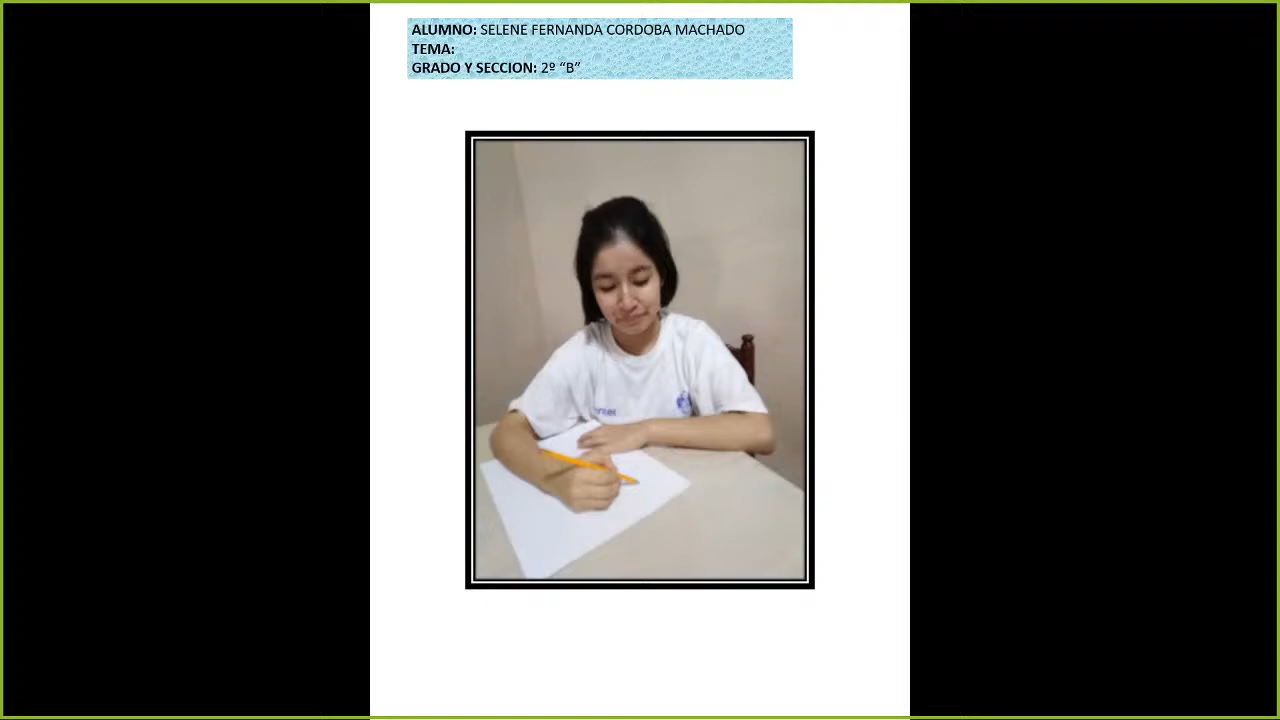 ALUMNO: SELENE FERNANDA CORDOBA MACHADO
TEMA:
GRADO Y SECCION: 2º “B”